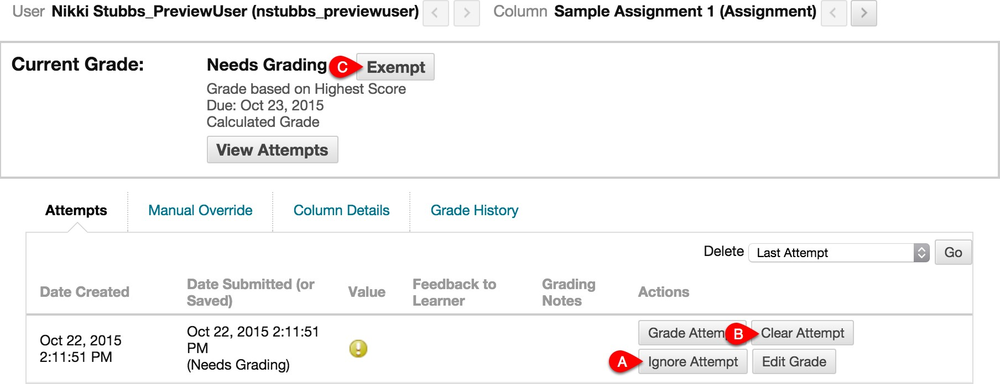 User Nikki Stubbs_PreviewUser (nstubbs_previewuser) < > Column Sample Assignment 1 (Assignment) < >
Current Grade: Needs Grading C Exempt
Grade based on Highest Score
Due: Oct 23, 2015
Calculated Grade
View Attempts
Attempts Manual Override Column Details Grade History
Delete Last Attempt Go
Date Created Date Submitted (or Saved) Value Feedback to Learner Grading Notes Actions
Oct 22, 2015
2:11:51 PM
Oct 22, 2015 2:11:51
PM
(Needs Grading)
!
Grade Attem B Clear Attempt
A Ignore Attempt Edit Grade